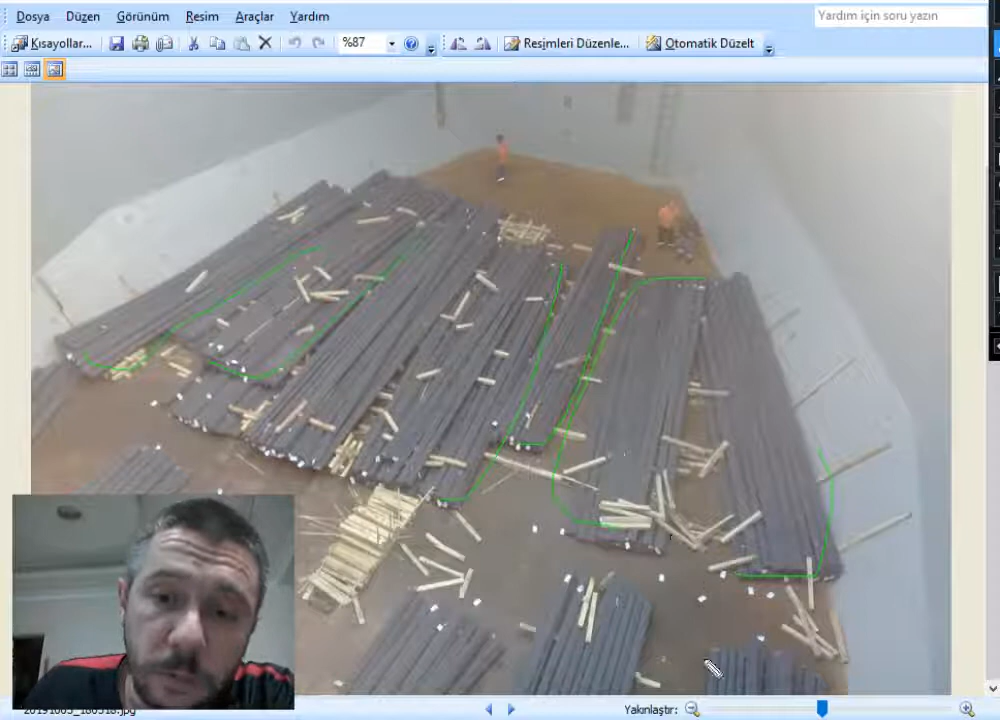 Dosya Düzen Görünüm Resim Araçlar Yardım
Yardım için soru yazın
Kısayollar... %87 Resimleri Düzenle... Otomatik Düzelt
Yakınlaştır: